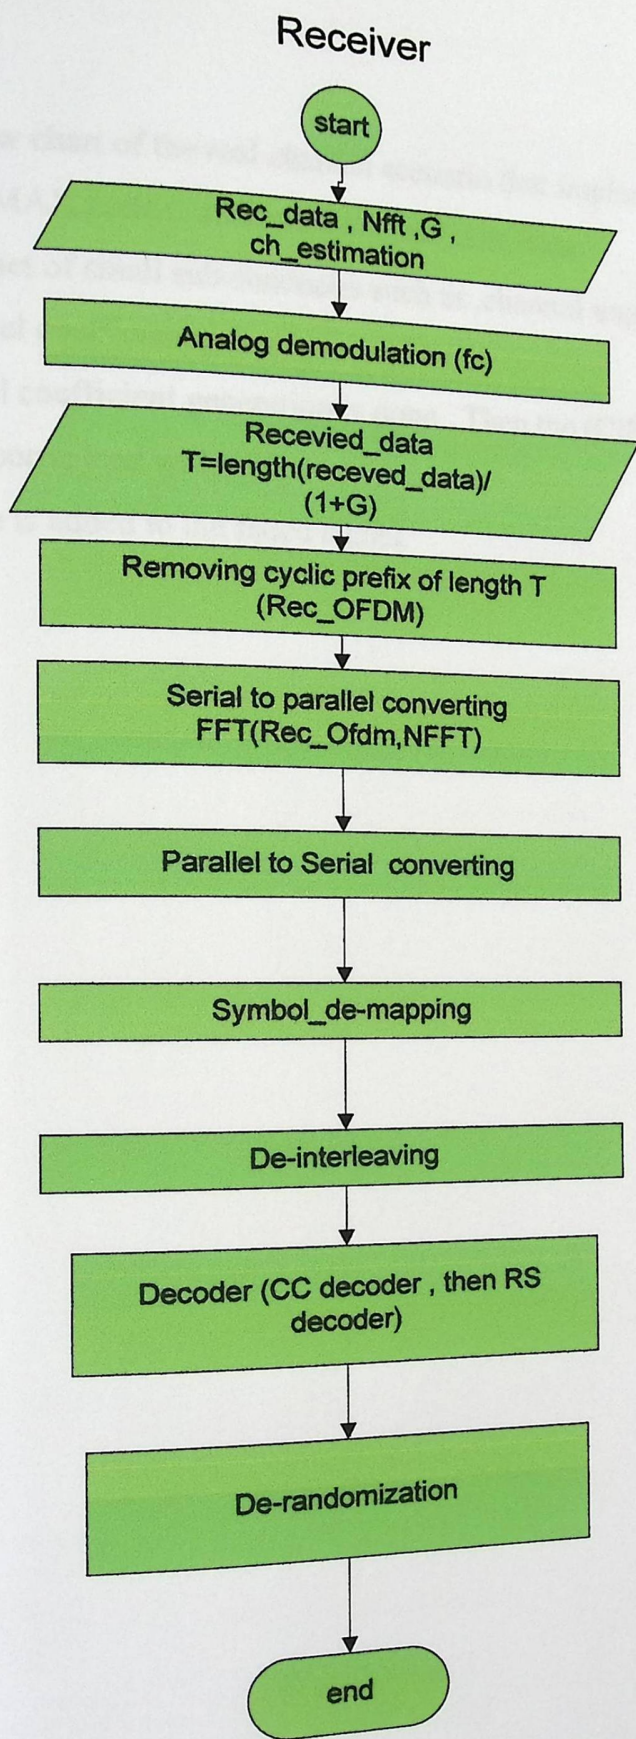 Receiver
start
Rec_data , Nfft ,G ,
ch_estimation
Analog demodulation (fc)
Recevied_data
T=length(receved_data)/
(1+G)
Removing cyclic prefix of length T
(Rec_OFDM)
Serial to parallel converting
FFT(Rec_Ofdm,NFFT)
Parallel to Serial converting
Symbol_de-mapping
De-interleaving
Decoder (CC decoder , then RS
decoder)
De-randomization
end